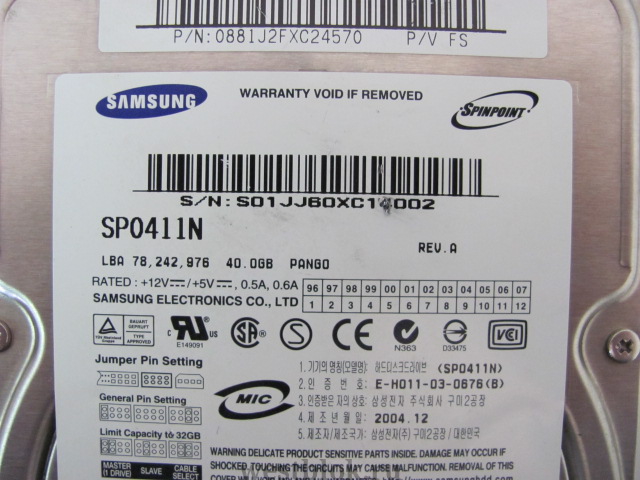 P/N:0881J2FXC24570 P/V FS
SAMSUNG
WARRANTY VOID IF REMOVED
SPINPOINT
S/N:S01JJ60XC14002
SP0411N
REV.A
LBA 78,242,976 40.0GB PANGO
RATED : +12V⎓/+5V⎓, 0.5A, 0.6A
SAMSUNG ELECTRONICS CO., LTD
96 97 98 99 00 01 02 03 04 05 06 07
1 2 3 4 5 6 7 8 9 10 11 12
BAUART GEPRÜFT
TYPE APPROVED
E149091
N363
D33475
VCI
Jumper Pin Setting
General Pin Setting
Limit Capacity to 32GB
MASTER (1 DRIVE) SLAVE CABLE SELECT
MIC
1. 기기의 명칭(모델명): 하드디스크드라이브 (SP0411N)
2. 인 증 번 호: E-H011-03-0676(B)
3. 인증받은 자의 상호: 삼성전자 주식회사 구미2공장
4. 제 조 년 월 일 : 2004.12
5. 제조자/제조국가: 삼성전자(주) 구미2공장 / 대한민국
WARNING DELICATE PRODUCT SENSITIVE PARTS INSIDE. DAMAGE WILL OCCUR IF
SHOCKED. TOUCHING THE CIRCUITS MAY CAUSE DAMAGE.